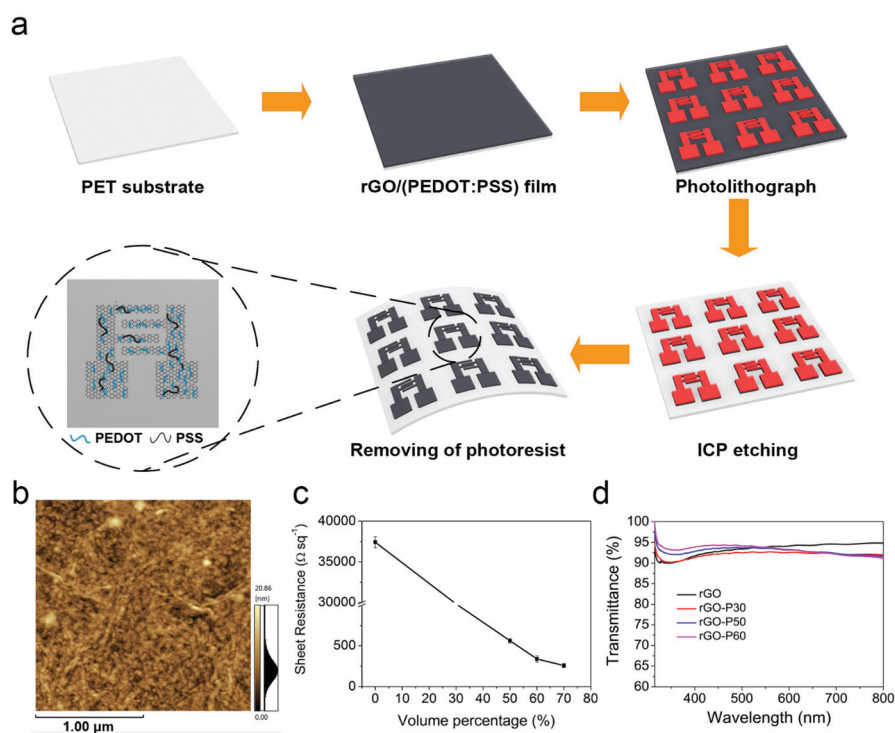 a
PET substrate
rGO/(PEDOT:PSS) film
Photolithograph
PEDOT
PSS
Removing of photoresist
ICP etching
b
20.86
[nm]
0.00
1.00 µm
c
Sheet Resistance (Ω sq⁻¹)
40000
35000
30000
500
0
0 10 20 30 40 50 60 70 80
Volume percentage (%)
d
Transmittance (%)
100
95
90
85
80
75
70
65
60
rGO
rGO-P30
rGO-P50
rGO-P60
400 500 600 700 800
Wavelength (nm)